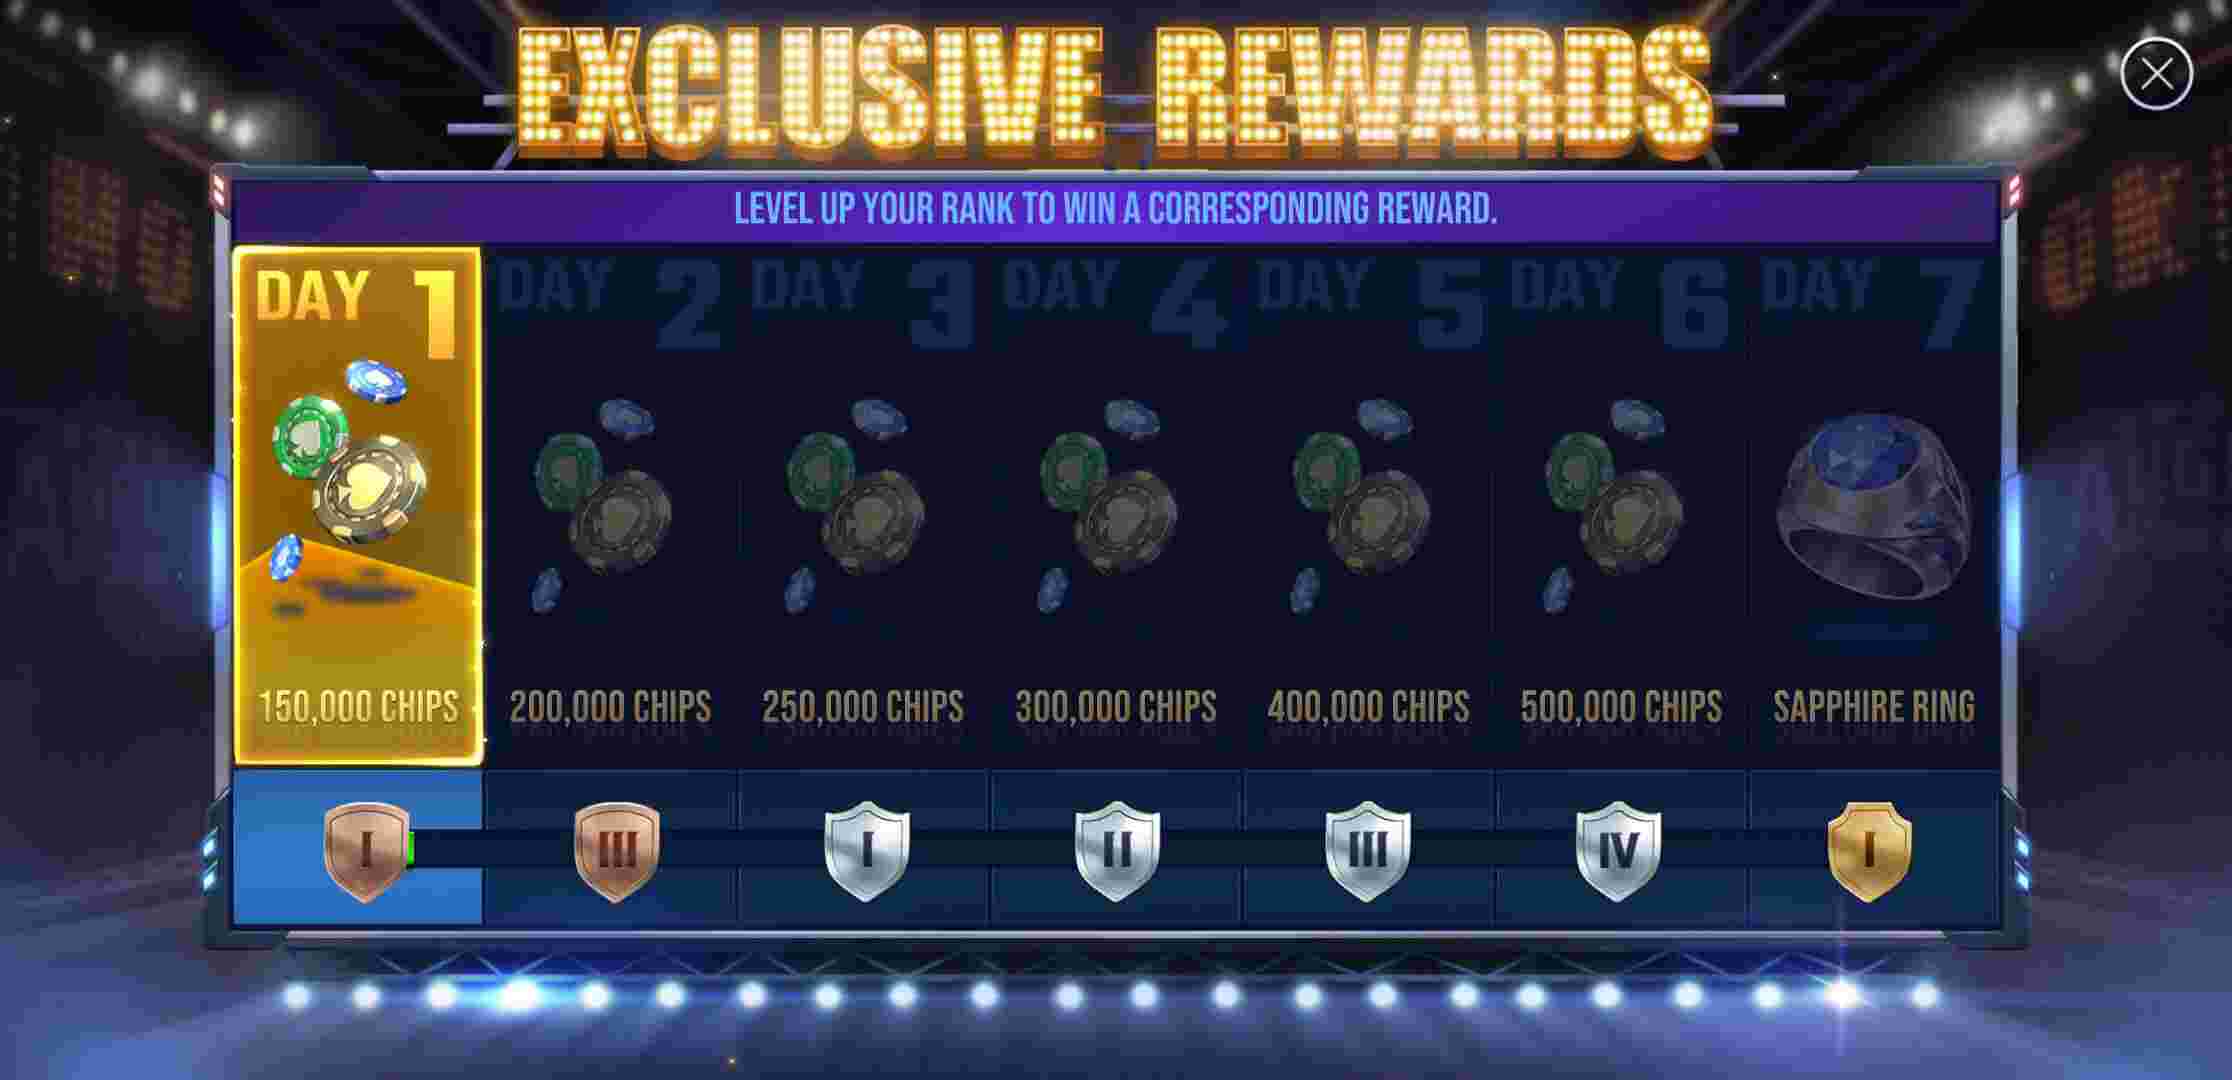 EXCLUSIVE REWARDS
LEVEL UP YOUR RANK TO WIN A CORRESPONDING REWARD.
DAY 1
DAY 2
DAY 3
DAY 4
DAY 5
DAY 6
DAY 7
150,000 CHIPS
200,000 CHIPS
250,000 CHIPS
300,000 CHIPS
400,000 CHIPS
500,000 CHIPS
SAPPHIRE RING
I
III
I
II
III
IV
I